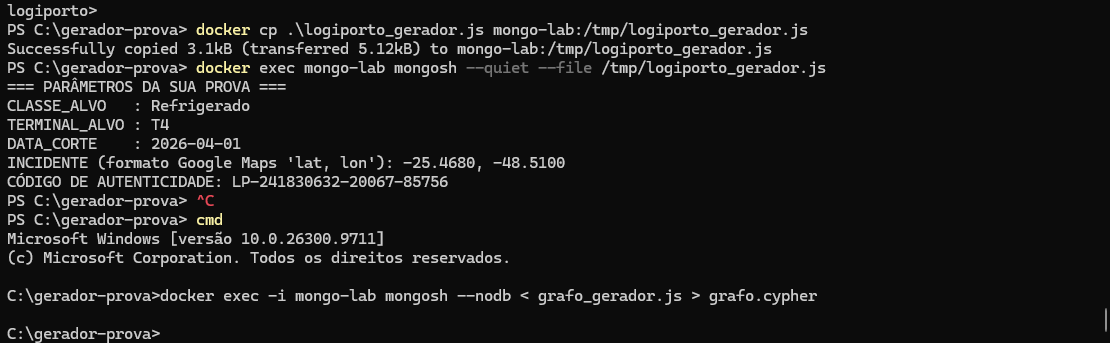 logiporto>
PS C:\gerador-prova> docker cp .\logiporto_gerador.js mongo-lab:/tmp/logiporto_gerador.js
Successfully copied 3.1kB (transferred 5.12kB) to mongo-lab:/tmp/logiporto_gerador.js
PS C:\gerador-prova> docker exec mongo-lab mongosh --quiet --file /tmp/logiporto_gerador.js
=== PARÂMETROS DA SUA PROVA ===
CLASSE_ALVO   : Refrigerado
TERMINAL_ALVO : T4
DATA_CORTE    : 2026-04-01
INCIDENTE (formato Google Maps 'lat, lon'): -25.4680, -48.5100
CÓDIGO DE AUTENTICIDADE: LP-241830632-20067-85756
PS C:\gerador-prova> ^C
PS C:\gerador-prova> cmd
Microsoft Windows [versão 10.0.26300.9711]
(c) Microsoft Corporation. Todos os direitos reservados.
C:\gerador-prova>docker exec -i mongo-lab mongosh --nodb < grafo_gerador.js > grafo.cypher
C:\gerador-prova>